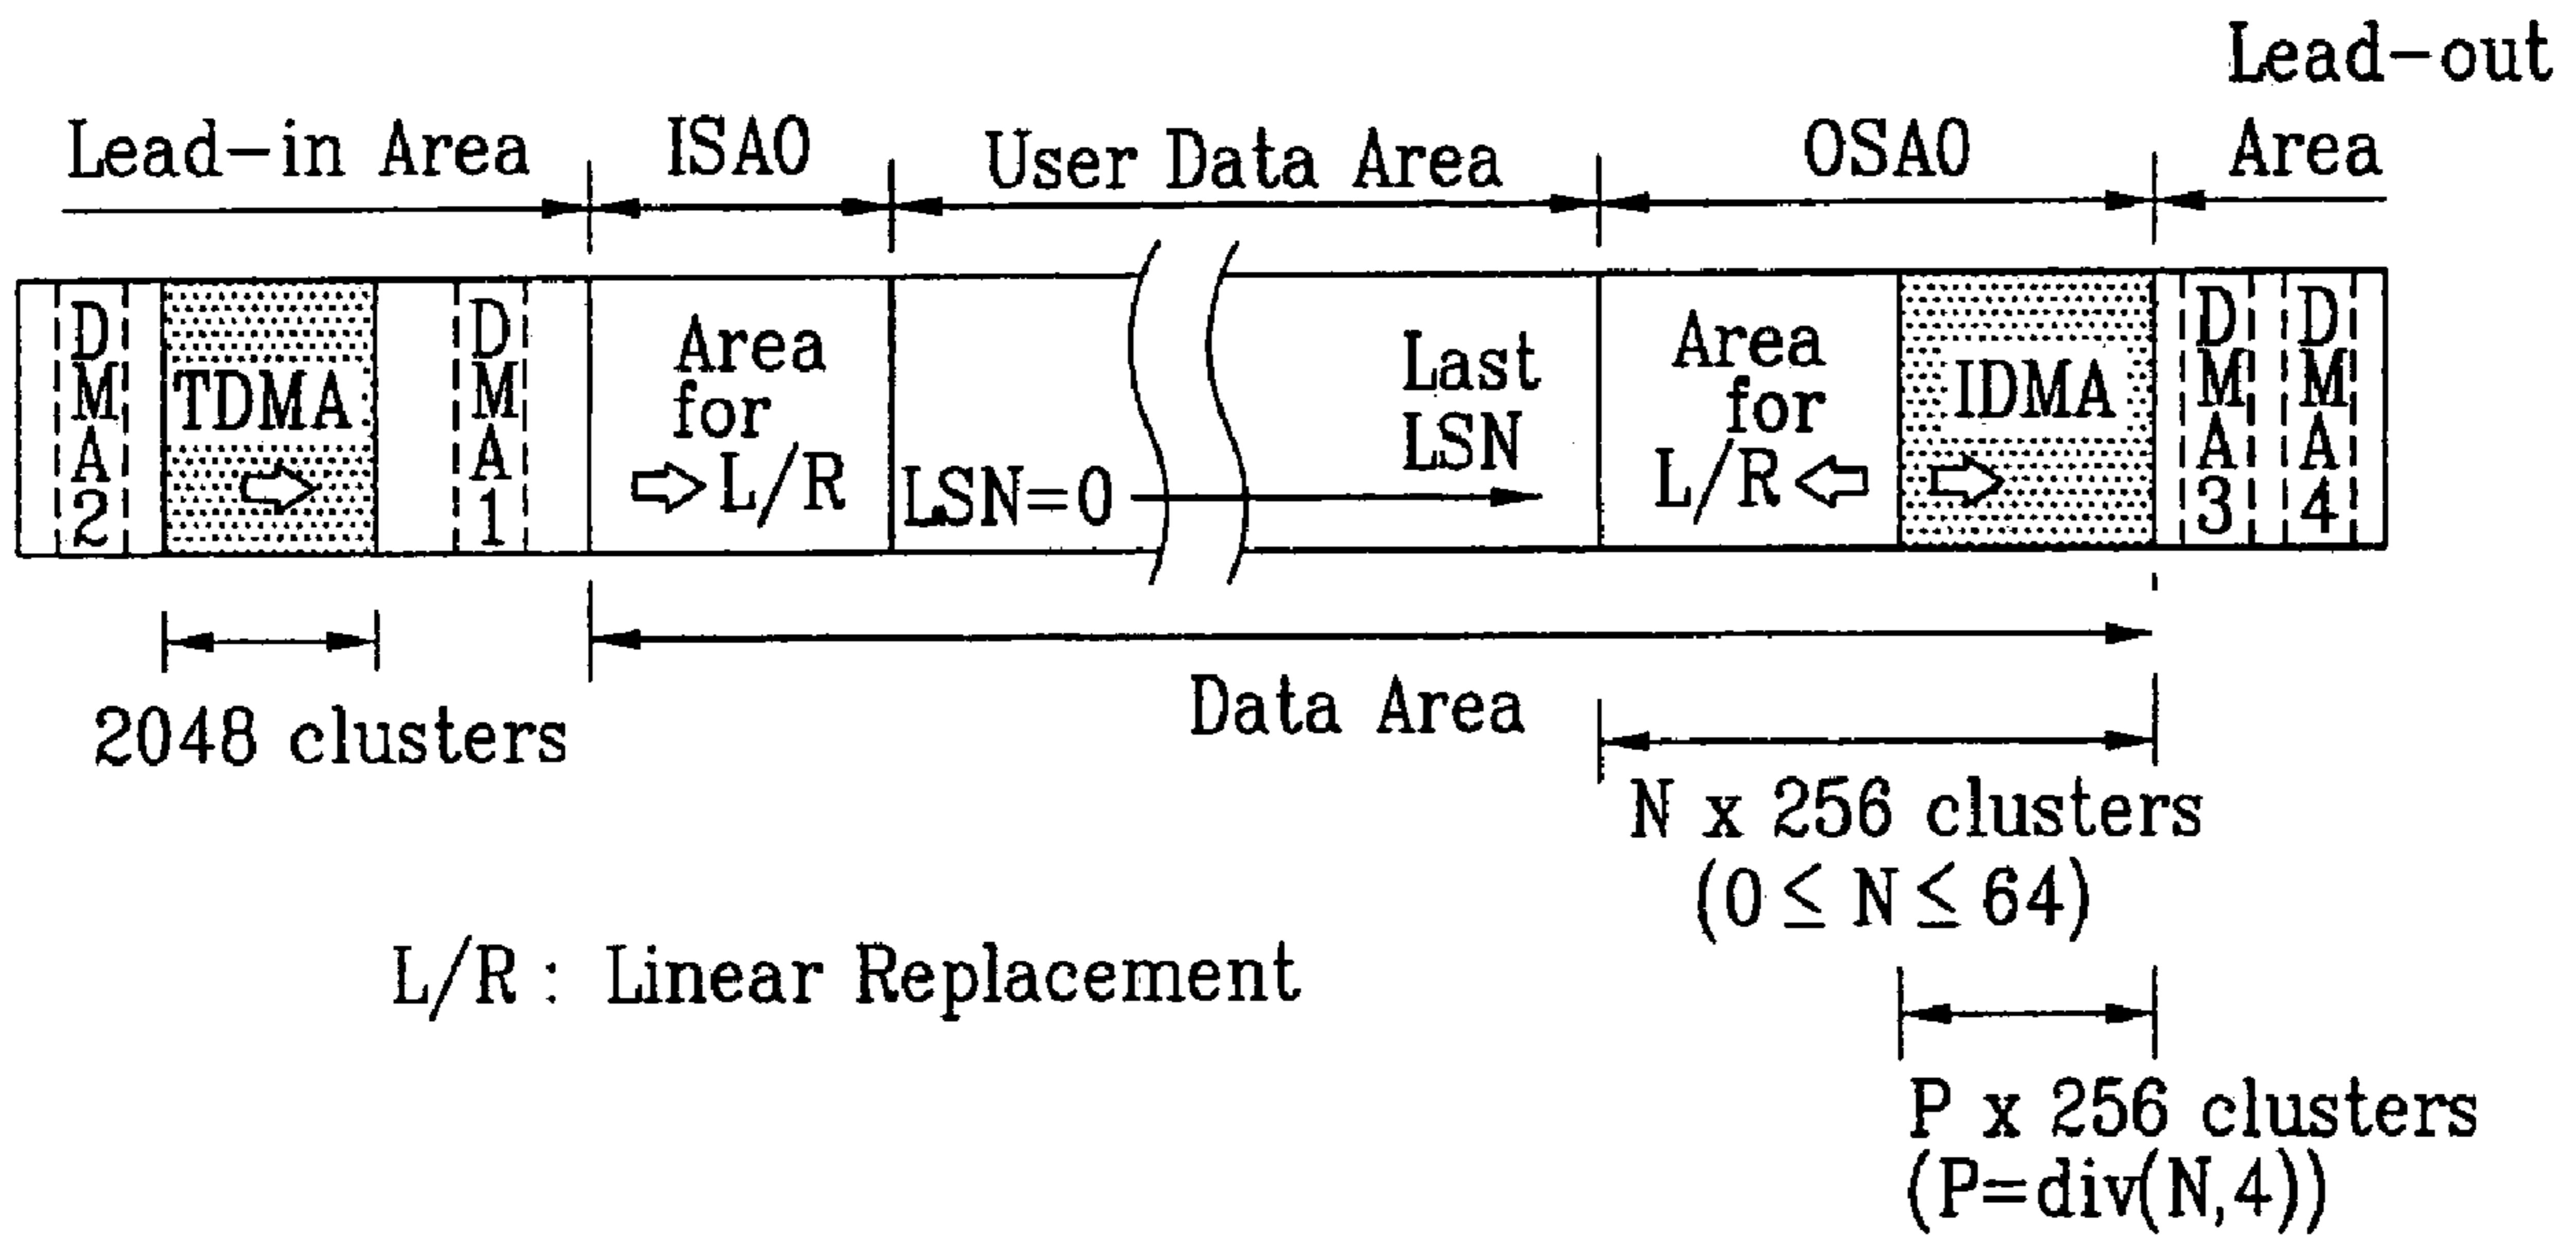 Lead-out
Lead-in Area ISA0 User Data Area OSA0 Area
D
M
A
2
TDMA
D
M
A
1
Area
for
L/R
LSN=0
Last
LSN
Area
for
L/R
IDMA
D
M
A
3
D
M
A
4
2048 clusters
Data Area
N x 256 clusters
(0 ≤ N ≤ 64)
L/R : Linear Replacement
P x 256 clusters
(P=div(N,4))